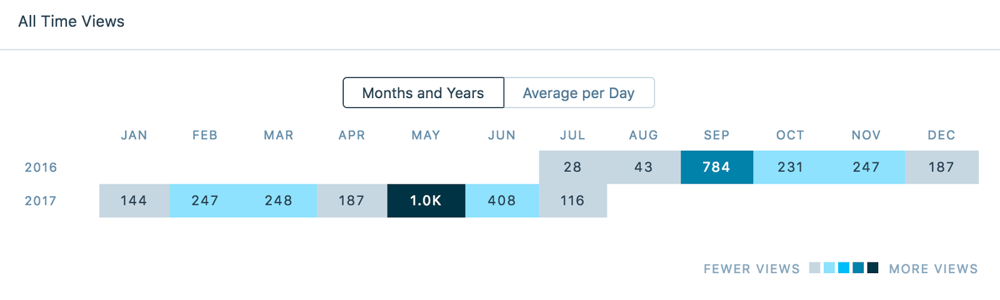 All Time Views
Months and Years Average per Day
JAN FEB MAR APR MAY JUN JUL AUG SEP OCT NOV DEC
2016 28 43 784 231 247 187
2017 144 247 248 187 1.0K 408 116
FEWER VIEWS MORE VIEWS